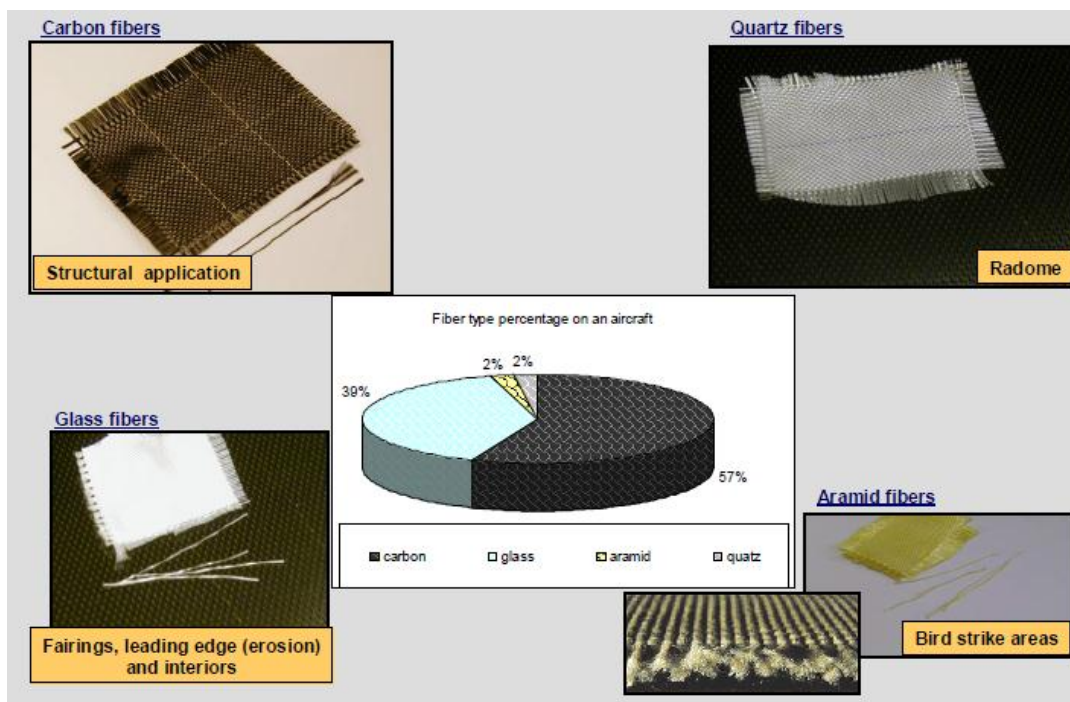 Carbon fibers
Quartz fibers
Structural application
Radome
Fiber type percentage on an aircraft
2%
2%
39%
57%
Glass fibers
Aramid fibers
carbon
glass
aramid
quatz
Fairings, leading edge (erosion)
and interiors
Bird strike areas